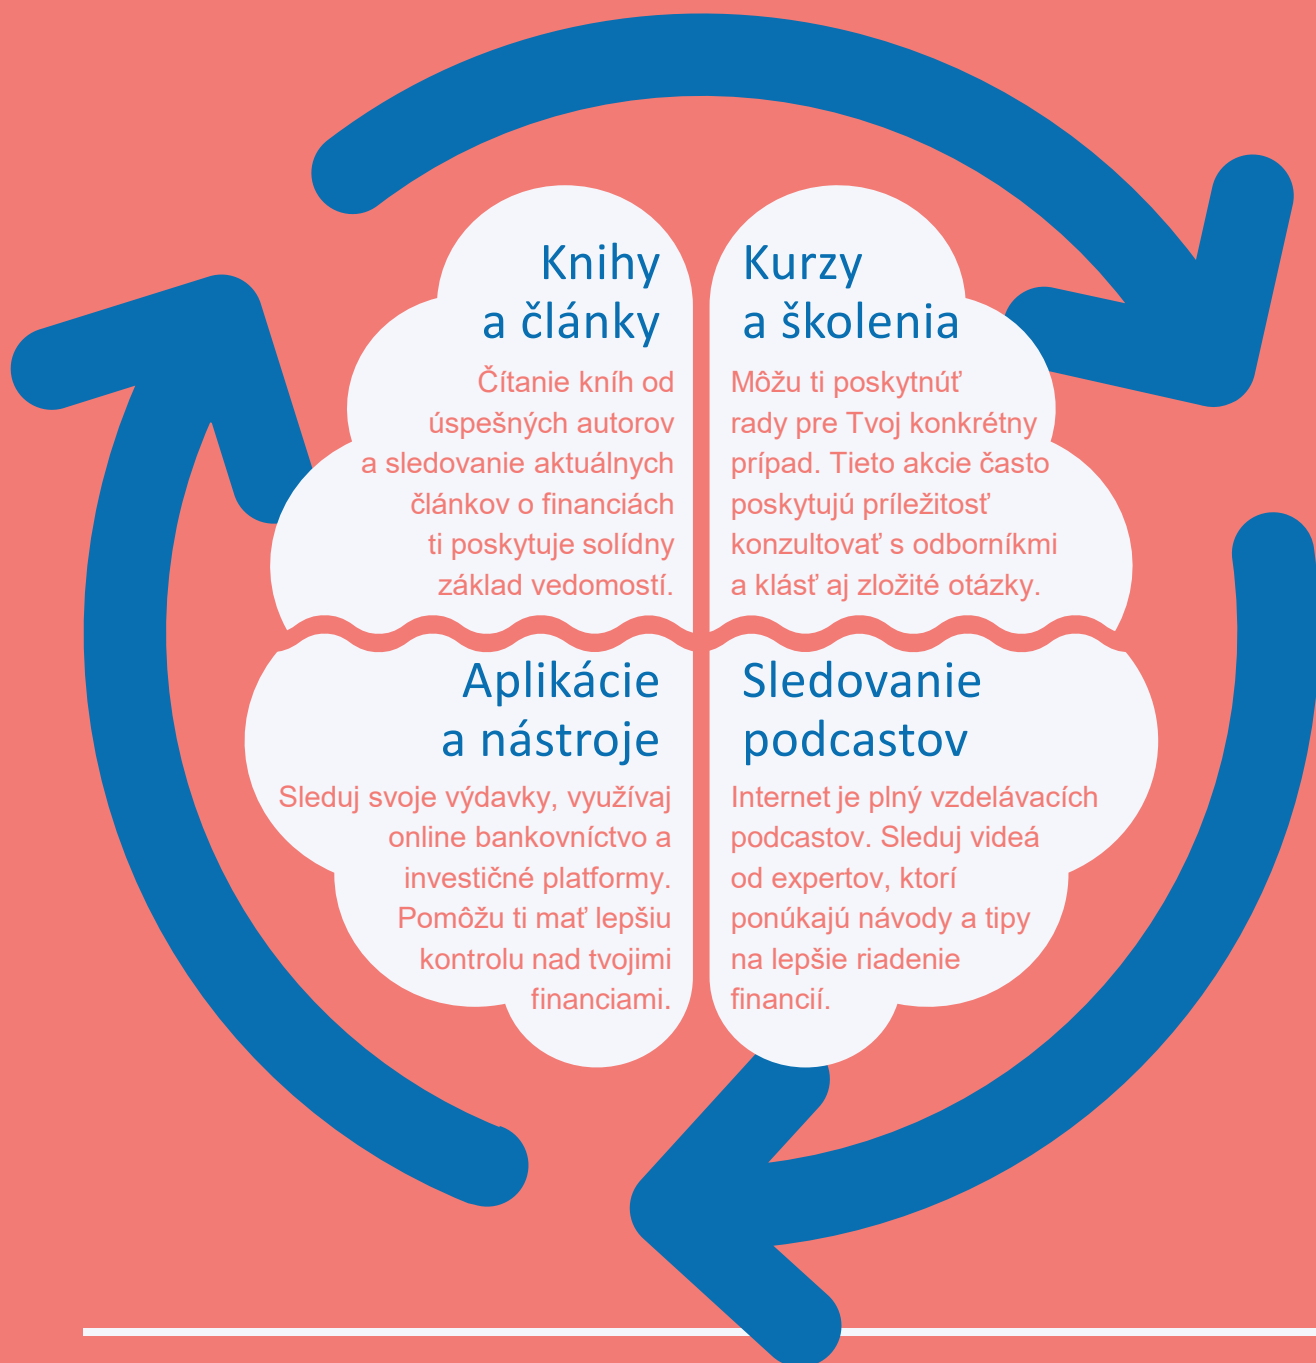 Knihy
a články
Čítanie kníh od
úspešných autorov
a sledovanie aktuálnych
článkov o financiách
ti poskytuje solídny
základ vedomostí.
Kurzy
a školenia
Môžu ti poskytnúť
rady pre Tvoj konkrétny
prípad. Tieto akcie často
poskytujú príležitosť
konzultovať s odborníkmi
a klásť aj zložité otázky.
Aplikácie
a nástroje
Sleduj svoje výdavky, využívaj
online bankovníctvo a
investičné platformy.
Pomôžu ti mať lepšiu
kontrolu nad tvojimi
financiami.
Sledovanie
podcastov
Internet je plný vzdelávacích
podcastov. Sleduj videá
od expertov, ktorí
ponúkajú návody a tipy
na lepšie riadenie
financií.